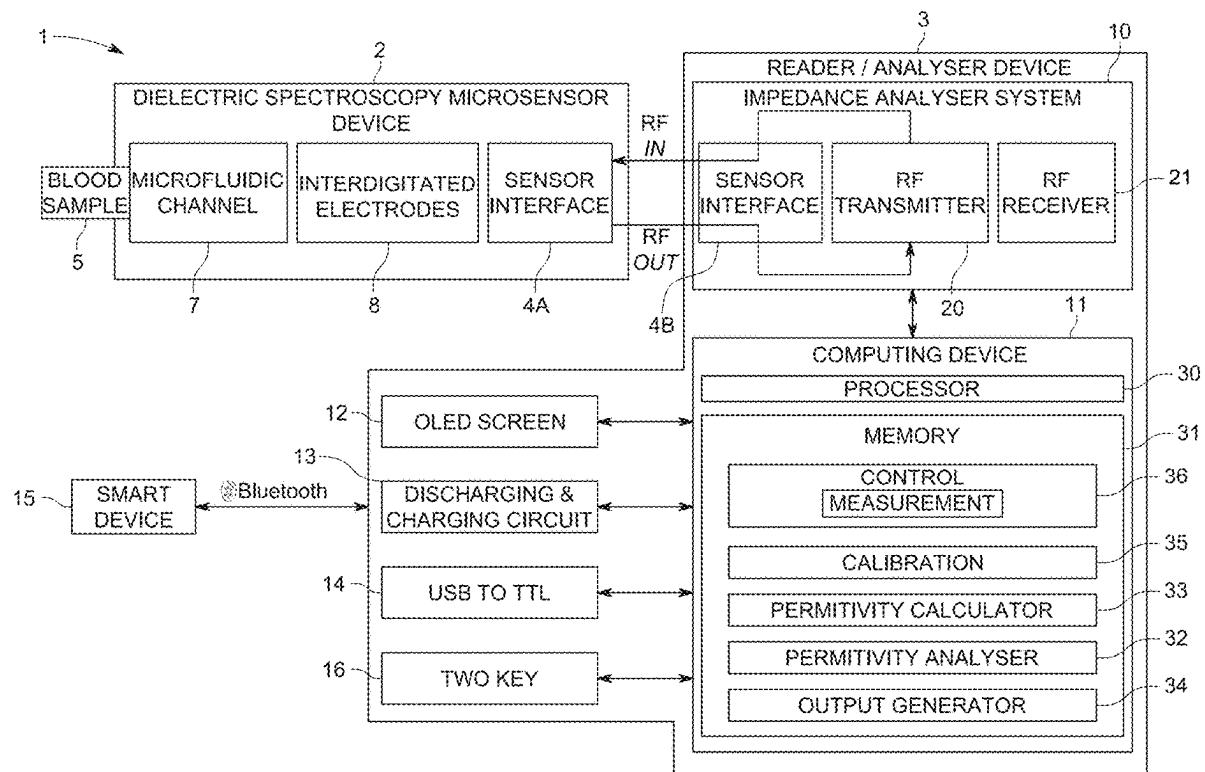 1
2
3
10
READER / ANALYSER DEVICE
DIELECTRIC SPECTROSCOPY MICROSENSOR
DEVICE
IMPEDANCE ANALYSER SYSTEM
RF
IN
BLOOD
SAMPLE
MICROFLUIDIC
CHANNEL
INTERDIGITATED
ELECTRODES
SENSOR
INTERFACE
SENSOR
INTERFACE
RF
TRANSMITTER
RF
RECEIVER
21
RF
OUT
5
7
8
4A
4B
20
11
COMPUTING DEVICE
PROCESSOR
30
12
OLED SCREEN
MEMORY
31
13
CONTROL
MEASUREMENT
36
15
SMART
DEVICE
Bluetooth
DISCHARGING &
CHARGING CIRCUIT
CALIBRATION
35
14
USB TO TTL
PERMITIVITY CALCULATOR
33
PERMITIVITY ANALYSER
32
16
TWO KEY
OUTPUT GENERATOR
34